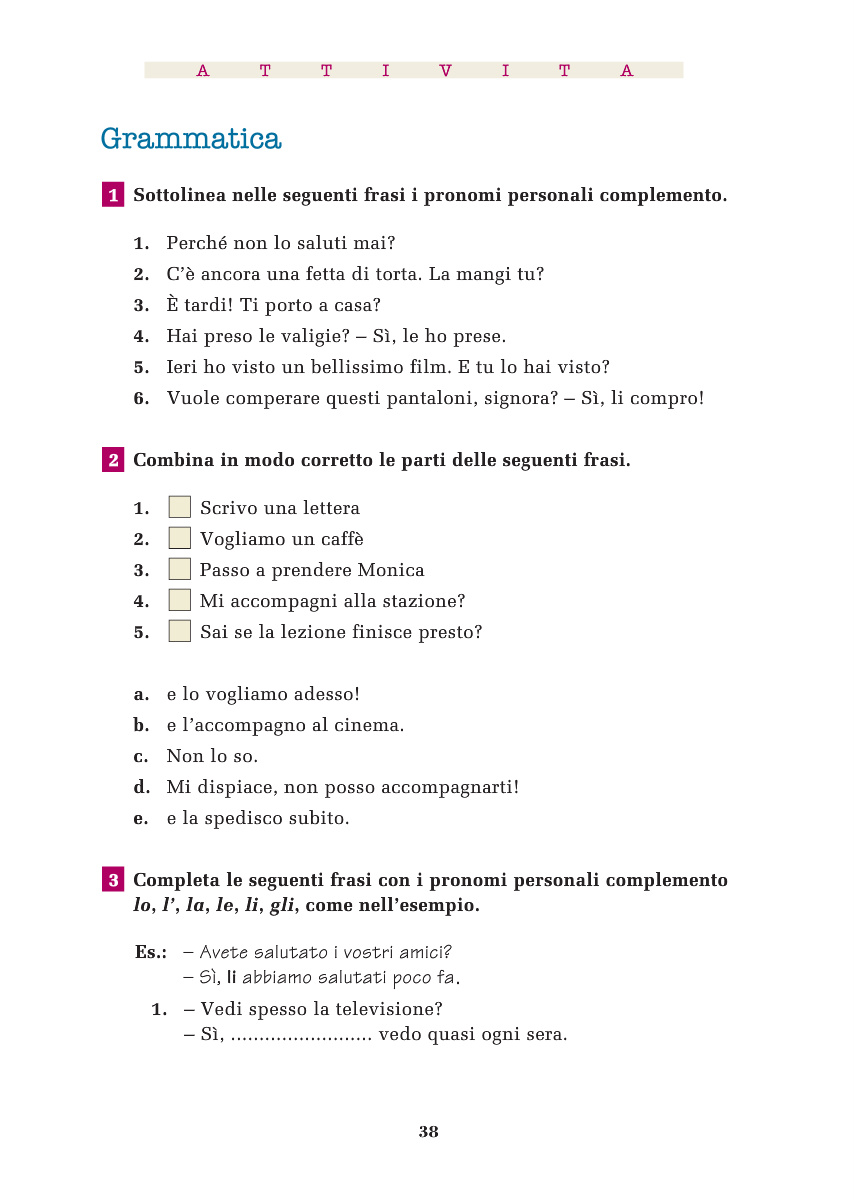 A T T I V I T A
Grammatica
1 Sottolinea nelle seguenti frasi i pronomi personali complemento.
1. Perché non lo saluti mai?
2. C’è ancora una fetta di torta. La mangi tu?
3. È tardi! Ti porto a casa?
4. Hai preso le valigie? – Sì, le ho prese.
5. Ieri ho visto un bellissimo film. E tu lo hai visto?
6. Vuole comperare questi pantaloni, signora? – Sì, li compro!
2 Combina in modo corretto le parti delle seguenti frasi.
1. Scrivo una lettera
2. Vogliamo un caffè
3. Passo a prendere Monica
4. Mi accompagni alla stazione?
5. Sai se la lezione finisce presto?
a. e lo vogliamo adesso!
b. e l’accompagno al cinema.
c. Non lo so.
d. Mi dispiace, non posso accompagnarti!
e. e la spedisco subito.
3 Completa le seguenti frasi con i pronomi personali complemento
lo, l’, la, le, li, gli, come nell’esempio.
Es.: – Avete salutato i vostri amici?
– Sì, li abbiamo salutati poco fa.
1. – Vedi spesso la televisione?
– Sì, ......................... vedo quasi ogni sera.
38